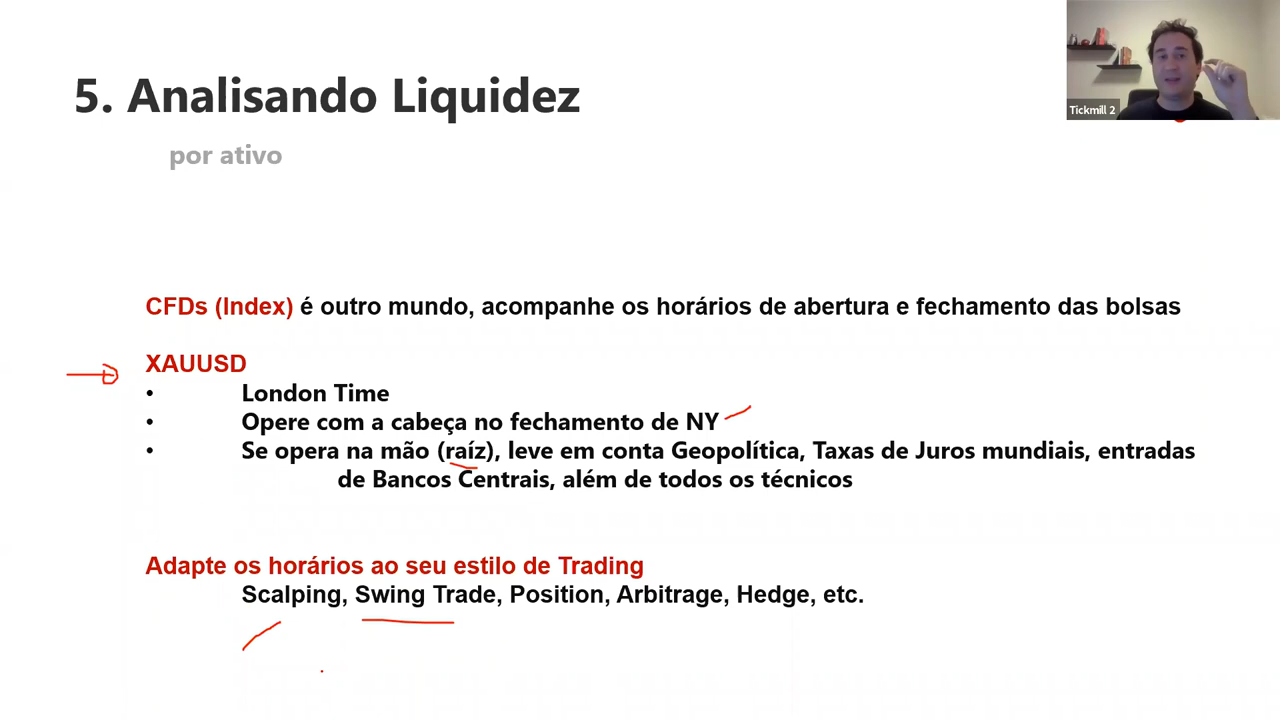 5. Analisando Liquidez
por ativo
Tickmill 2
CFDs (Index) é outro mundo, acompanhe os horários de abertura e fechamento das bolsas
XAUUSD
• London Time
• Opere com a cabeça no fechamento de NY
• Se opera na mão (raíz), leve em conta Geopolítica, Taxas de Juros mundiais, entradas
de Bancos Centrais, além de todos os técnicos
Adapte os horários ao seu estilo de Trading
Scalping, Swing Trade, Position, Arbitrage, Hedge, etc.